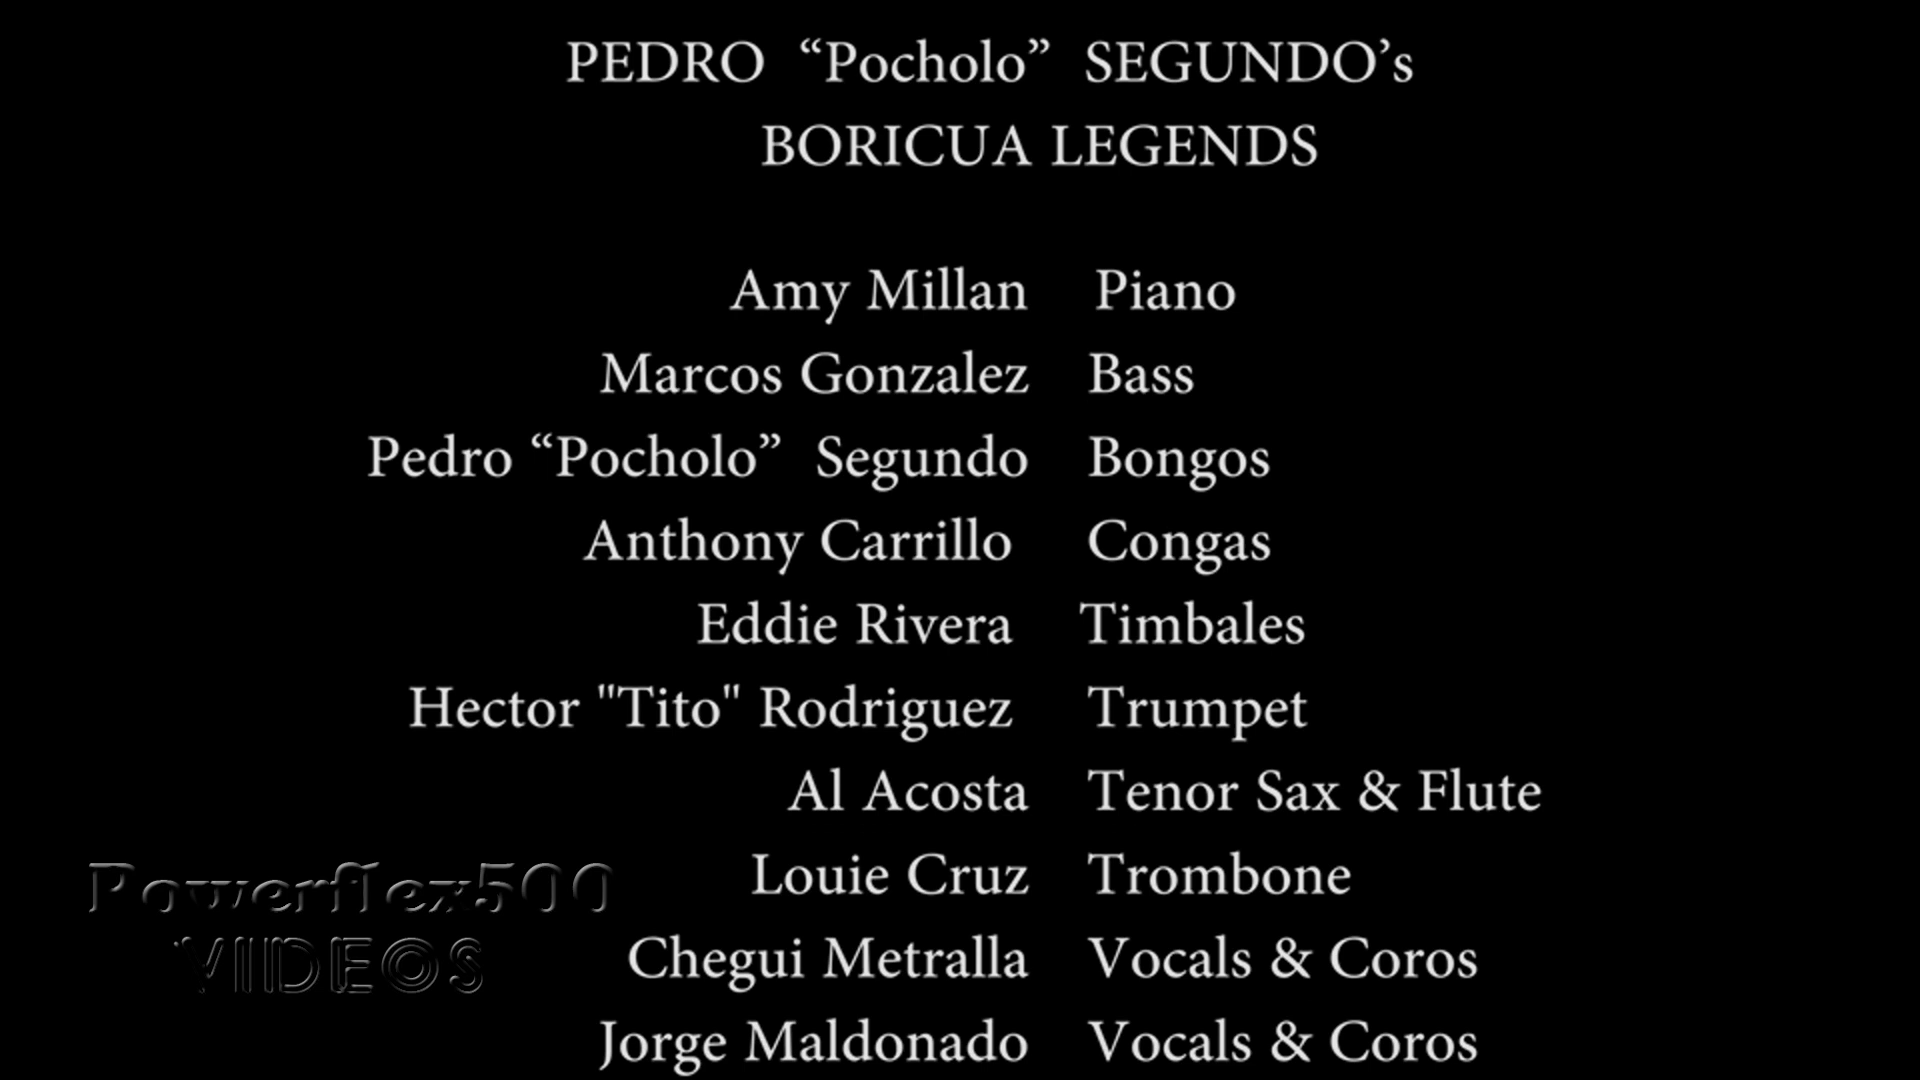 PEDRO “Pocholo” SEGUNDO’s
BORICUA LEGENDS
Amy Millan Piano
Marcos Gonzalez Bass
Pedro “Pocholo” Segundo Bongos
Anthony Carrillo Congas
Eddie Rivera Timbales
Hector "Tito" Rodriguez Trumpet
Al Acosta Tenor Sax & Flute
Louie Cruz Trombone
Chegui Metralla Vocals & Coros
Jorge Maldonado Vocals & Coros
Powerflex500
VIDEOS